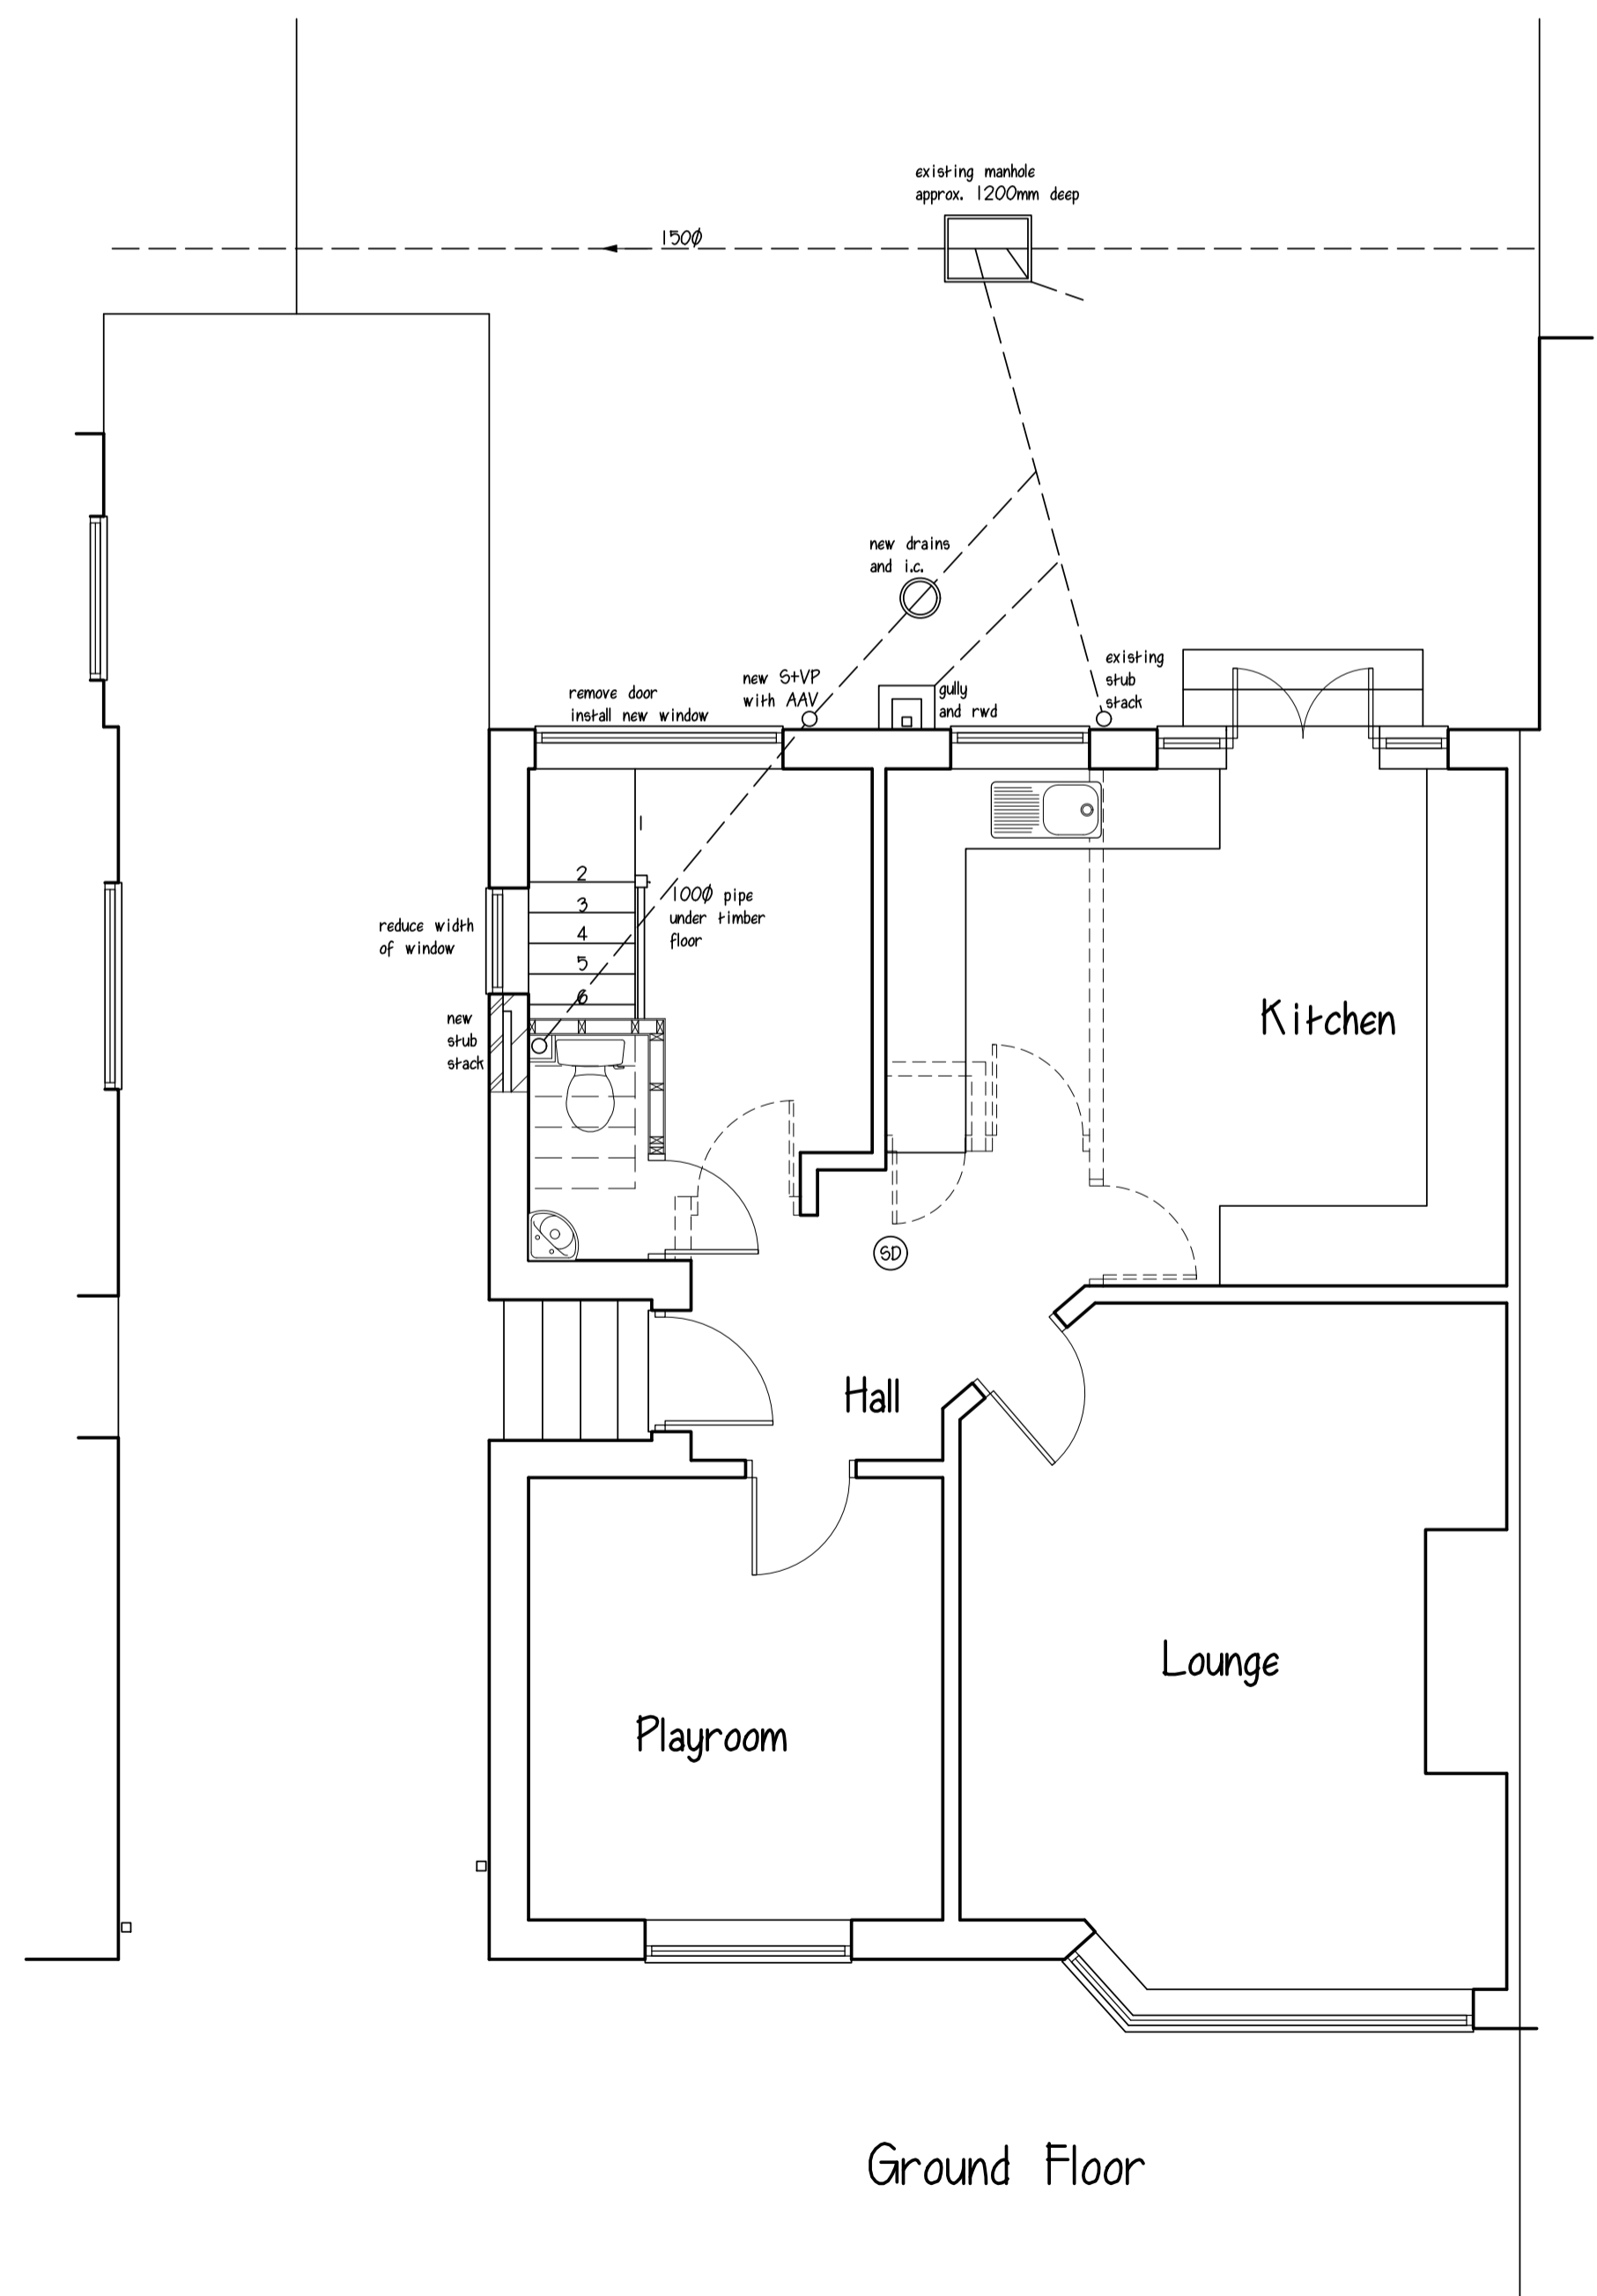 existing manhole
approx. 1200mm deep
150Ø
new drains
and i.c.
existing
stub
stack
new S+VP
with AAV
gully
and rwd
remove door
install new window
1
2
3
4
5
6
100Ø pipe
under timber
floor
reduce width
of window
new
stub
stack
Kitchen
SD
Hall
Lounge
Playroom
Ground Floor